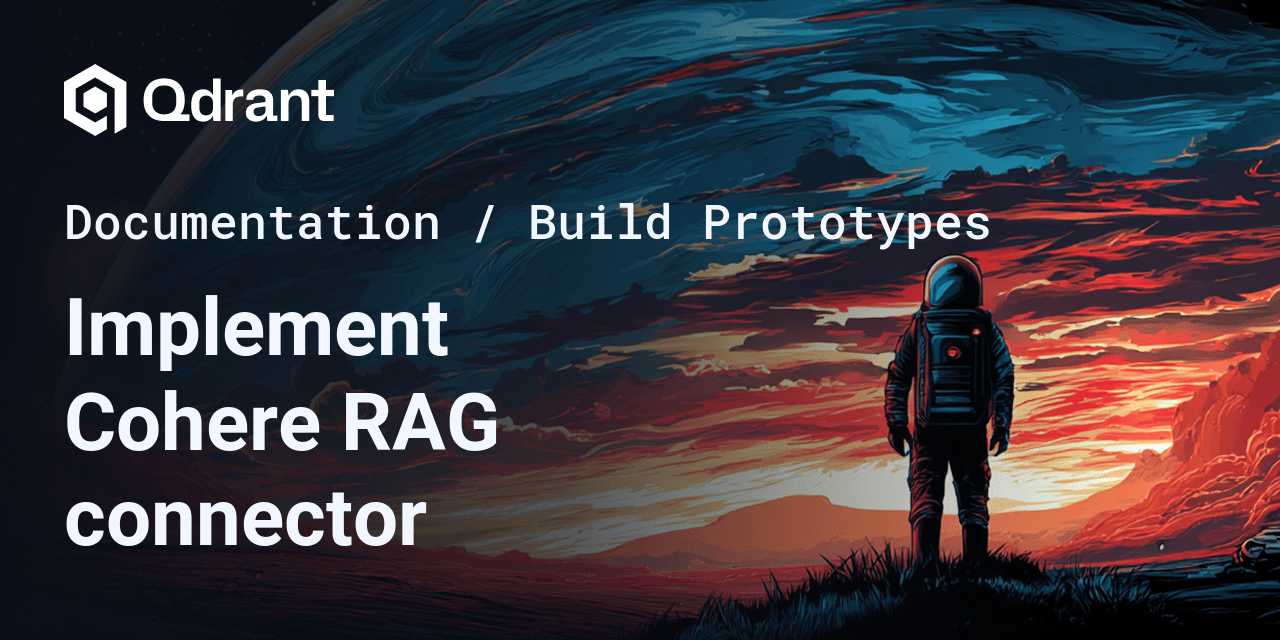 Qdrant
Documentation / Build Prototypes
Implement
Cohere RAG
connector